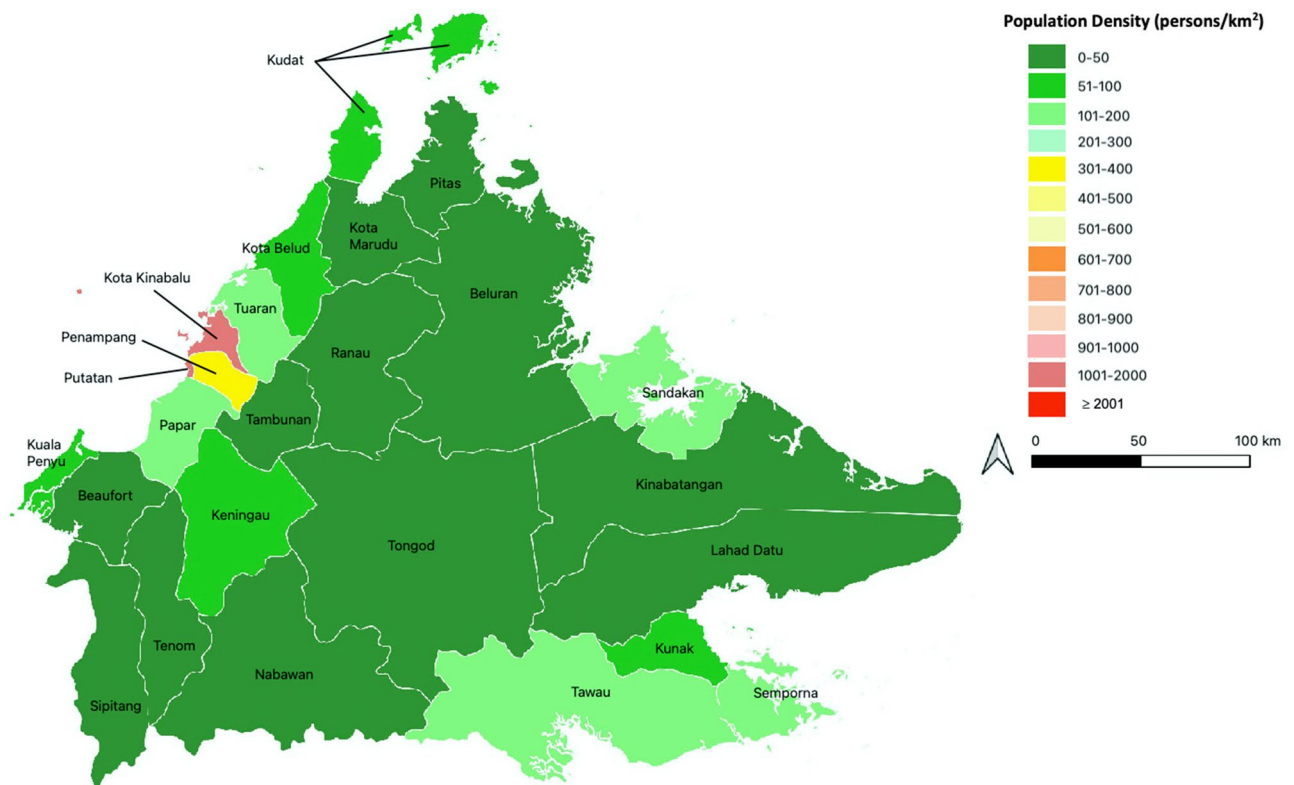 Population Density (persons/km²)
0-50
51-100
101-200
201-300
301-400
401-500
501-600
601-700
701-800
801-900
901-1000
1001-2000
≥ 2001
0 50 100 km
Kudat
Pitas
Kota
Marudu
Kota Belud
Kota Kinabalu
Beluran
Tuaran
Penampang
Ranau
Putatan
Sandakan
Tambunan
Papar
Kuala
Penyu
Beaufort
Kinabatangan
Keningau
Tongod
Lahad Datu
Tenom
Kunak
Nabawan
Tawau
Semporna
Sipitang